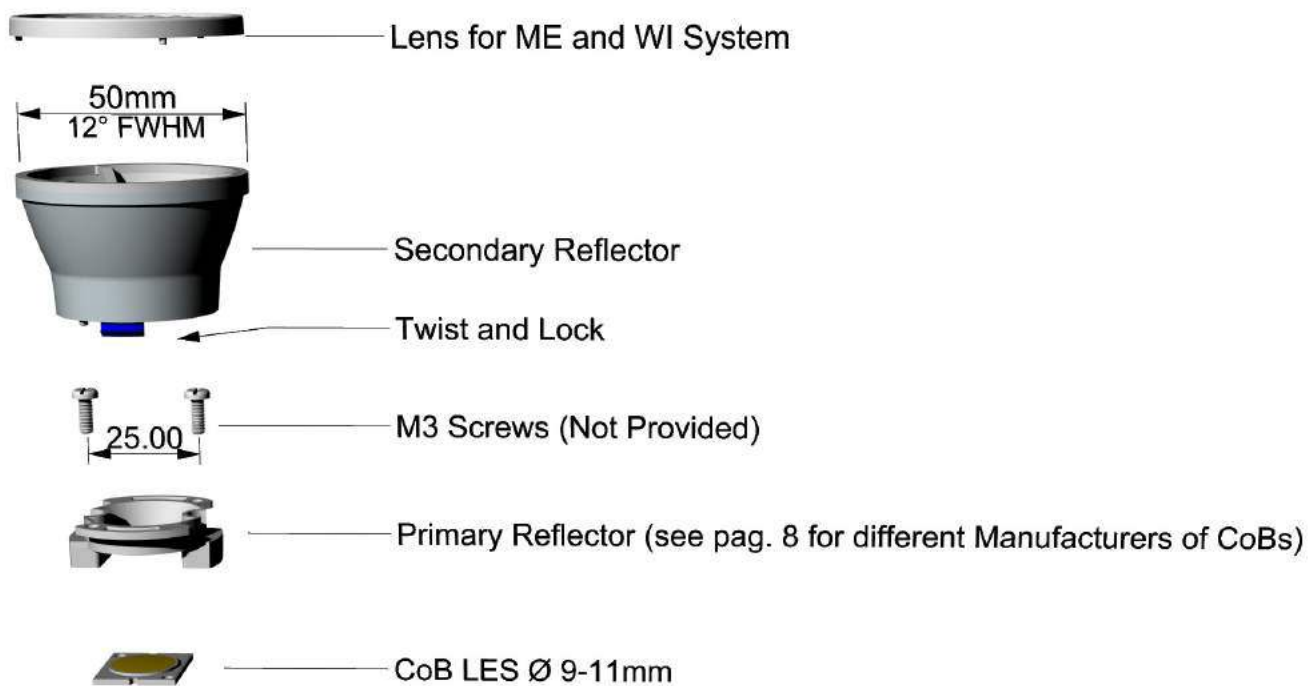 Lens for ME and WI System
50mm
12° FWHM
Secondary Reflector
Twist and Lock
M3 Screws (Not Provided)
25.00
Primary Reflector (see pag. 8 for different Manufacturers of CoBs)
CoB LES Ø 9-11mm